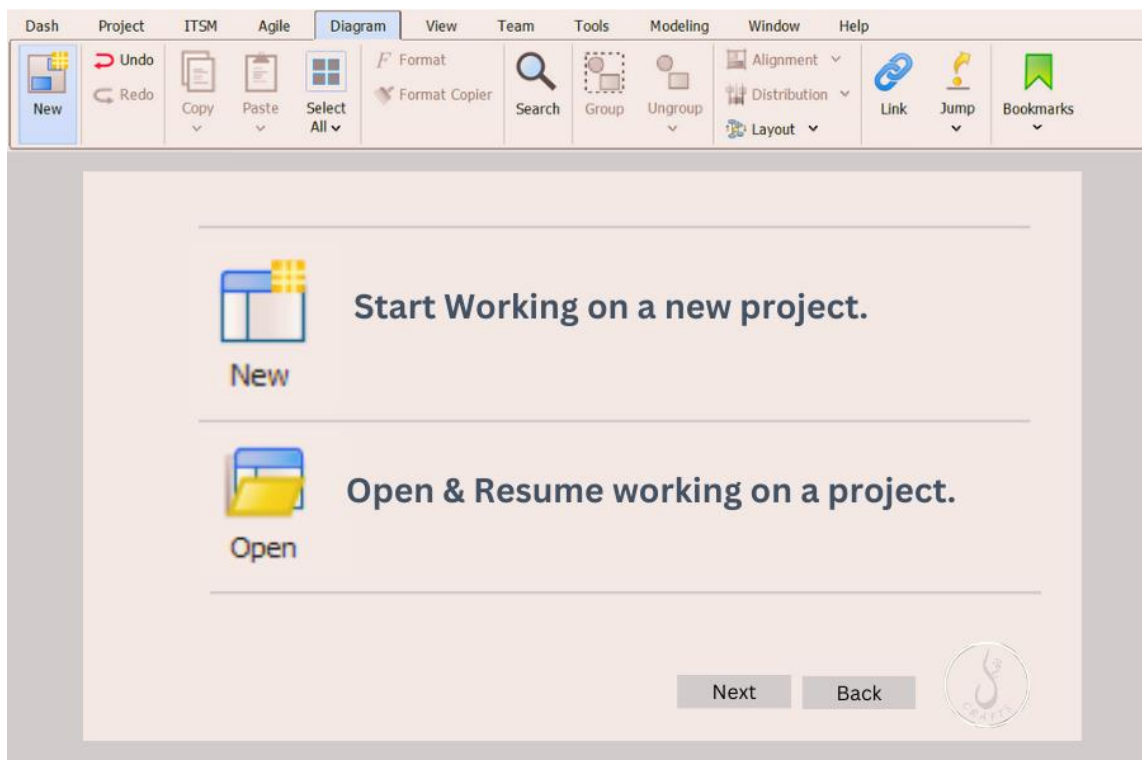 Dash Project ITSM Agile Diagram View Team Tools Modeling Window Help
New
Undo
Redo
Copy
Paste
Select
All
F Format
Format Copier
Search
Group
Ungroup
Alignment
Distribution
Layout
Link
Jump
Bookmarks
New
Start Working on a new project.
Open
Open & Resume working on a project.
Next Back
CRAFTS